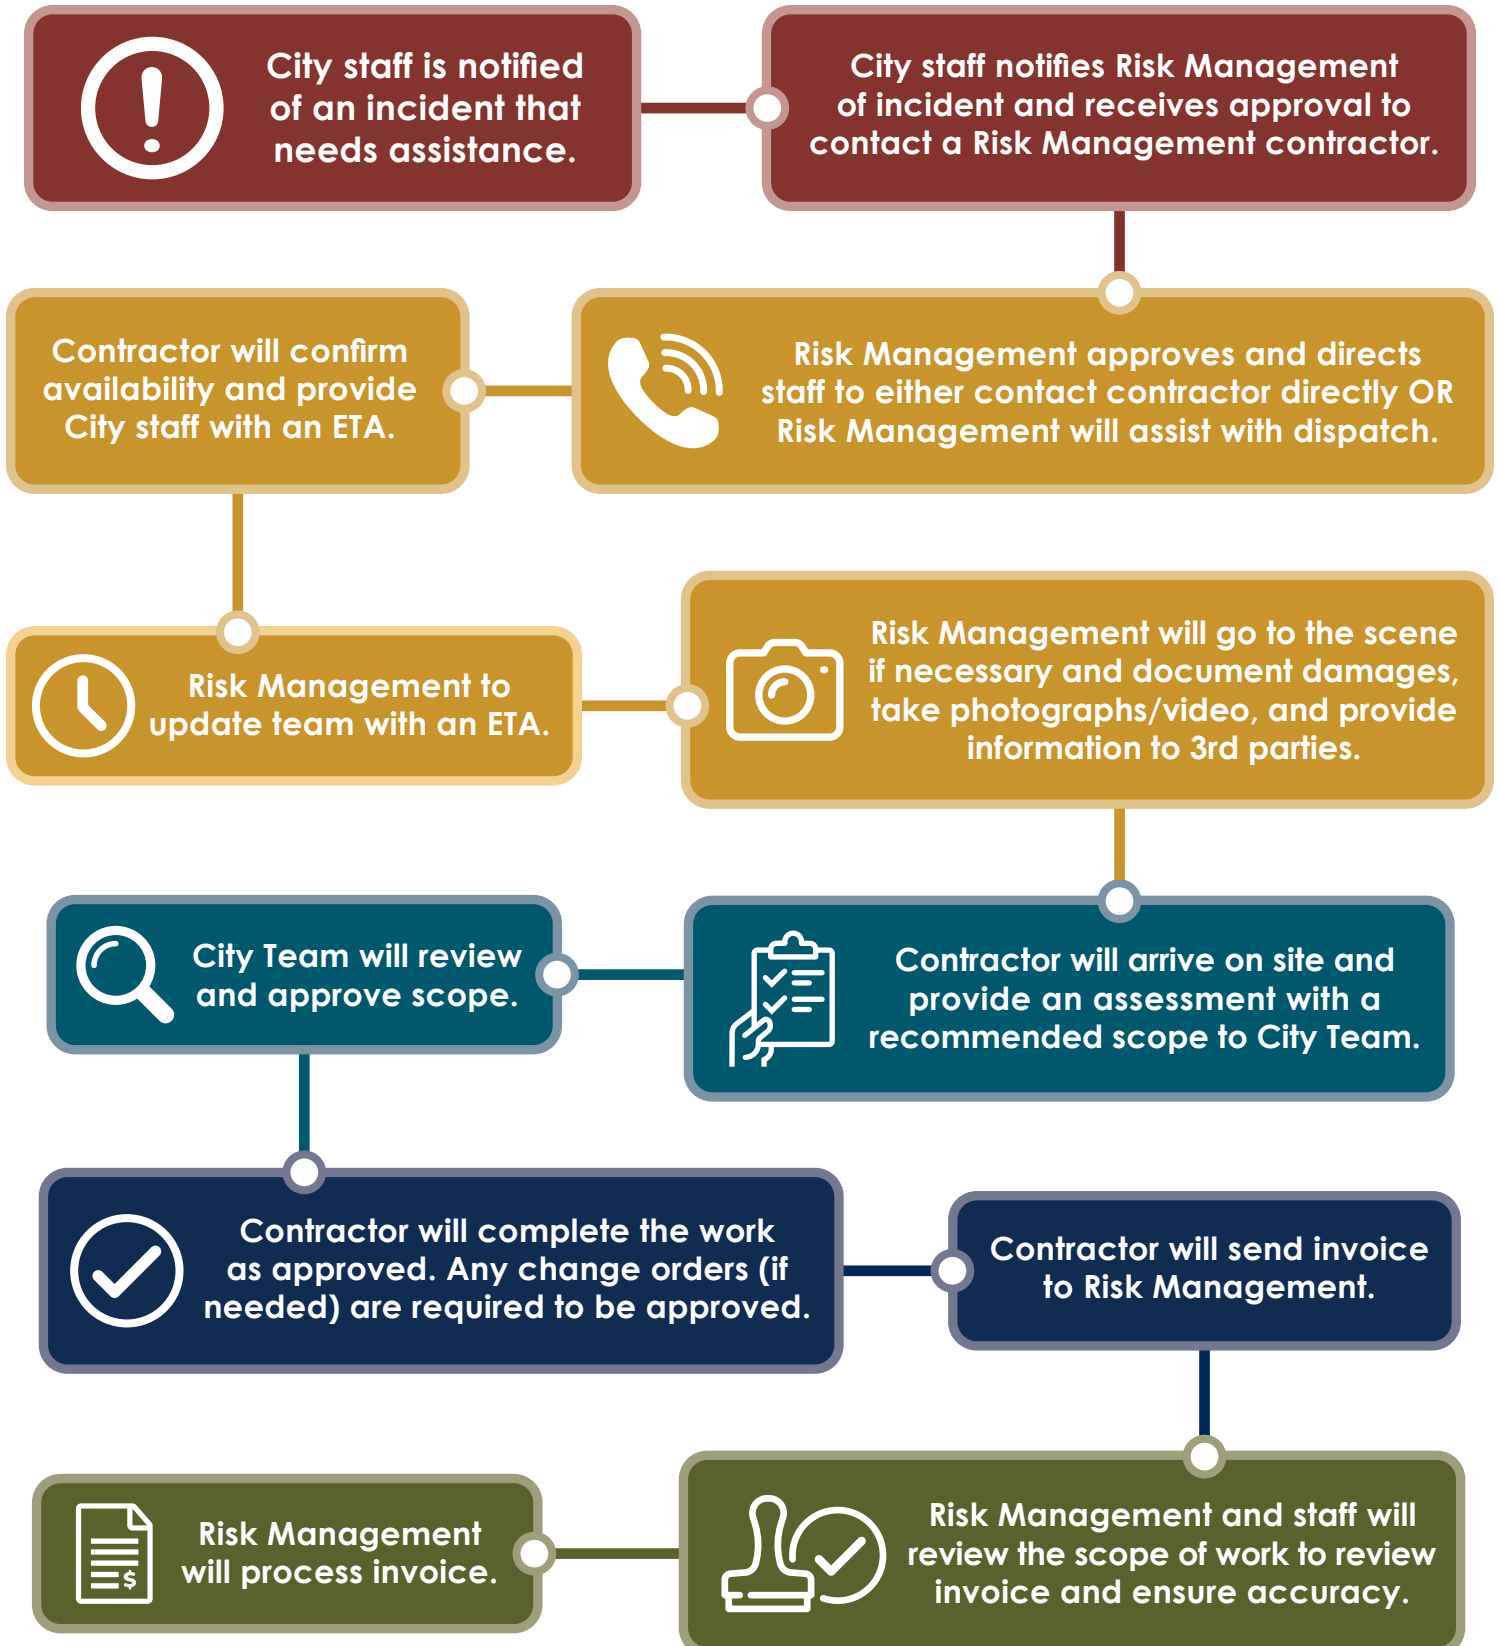 City staff is notified
of an incident that
needs assistance.
City staff notifies Risk Management
of incident and receives approval to
contact a Risk Management contractor.
Risk Management approves and directs
staff to either contact contractor directly OR
Risk Management will assist with dispatch.
Contractor will confirm
availability and provide
City staff with an ETA.
Risk Management to
update team with an ETA.
Risk Management will go to the scene
if necessary and document damages,
take photographs/video, and provide
information to 3rd parties.
Contractor will arrive on site and
provide an assessment with a
recommended scope to City Team.
City Team will review
and approve scope.
Contractor will complete the work
as approved. Any change orders (if
needed) are required to be approved.
Contractor will send invoice
to Risk Management.
Risk Management and staff will
review the scope of work to review
invoice and ensure accuracy.
$
Risk Management
will process invoice.